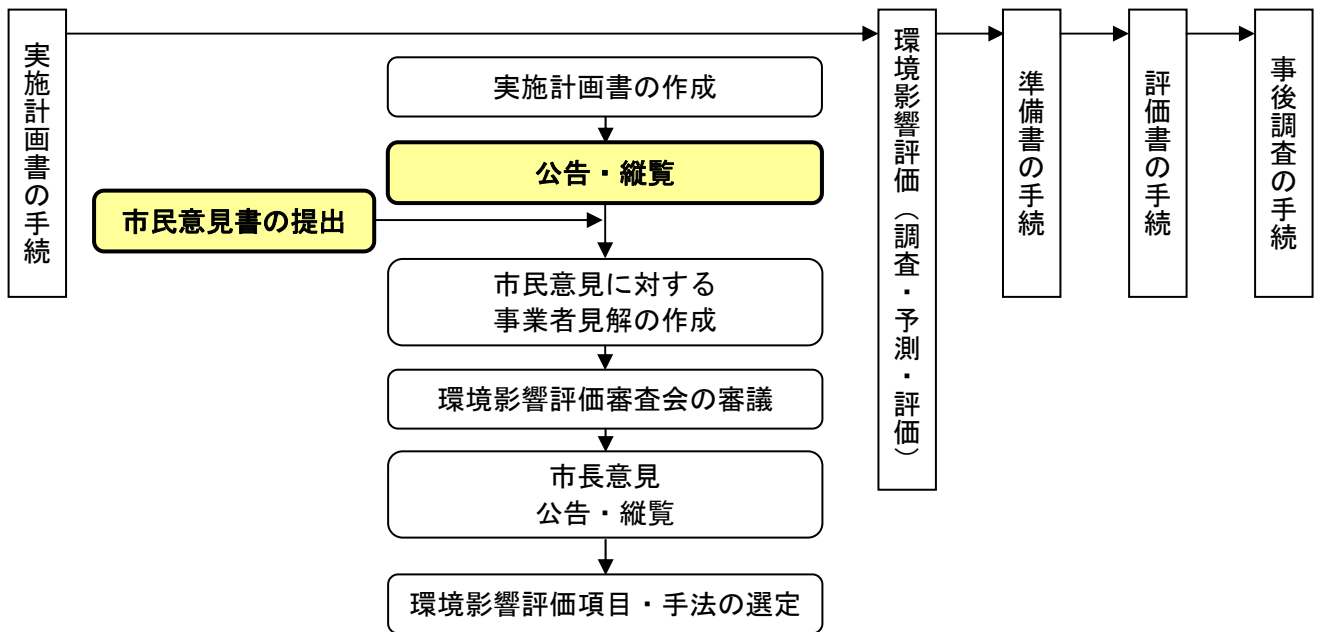 実施計画書の手続
実施計画書の作成
公告・縦覧
市民意見書の提出
市民意見に対する
事業者見解の作成
環境影響評価審査会の審議
市長意見
公告・縦覧
環境影響評価項目・手法の選定
環境影響評価（調査・予測・評価）
準備書の手続
評価書の手続
事後調査の手続